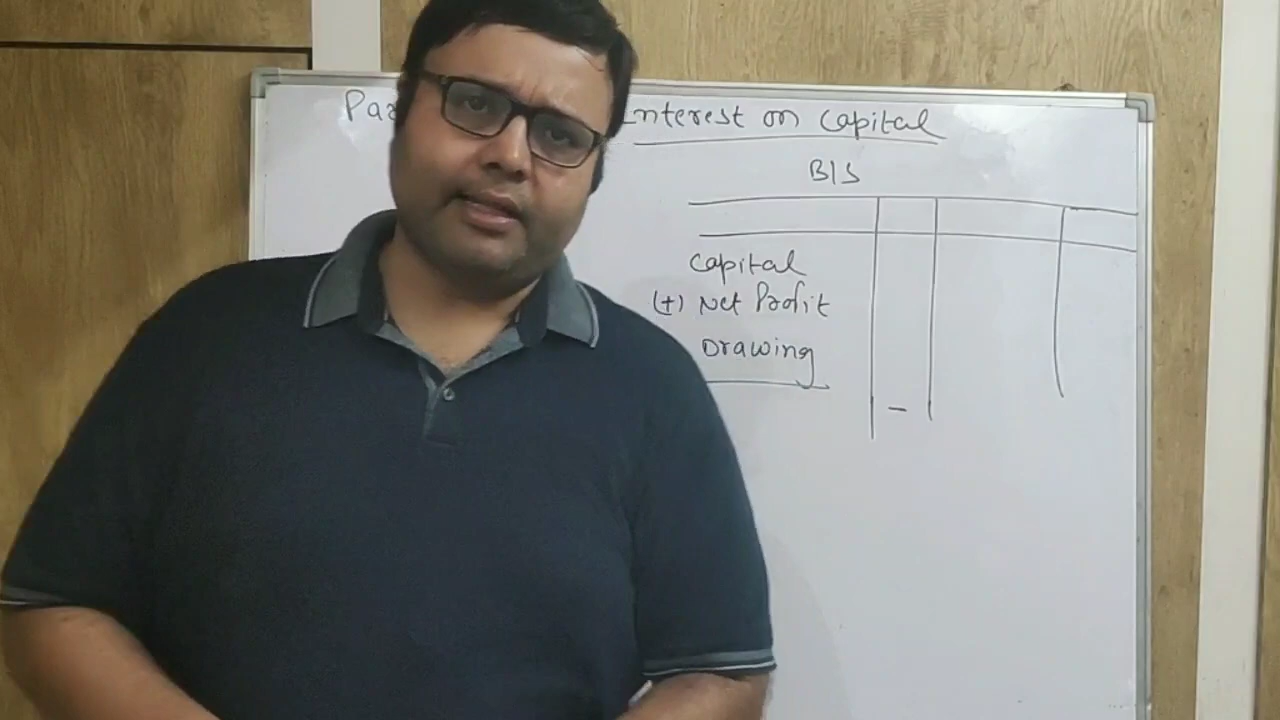 Interest on Capital
B/S
Capital
(+) Net Profit
Drawing
-